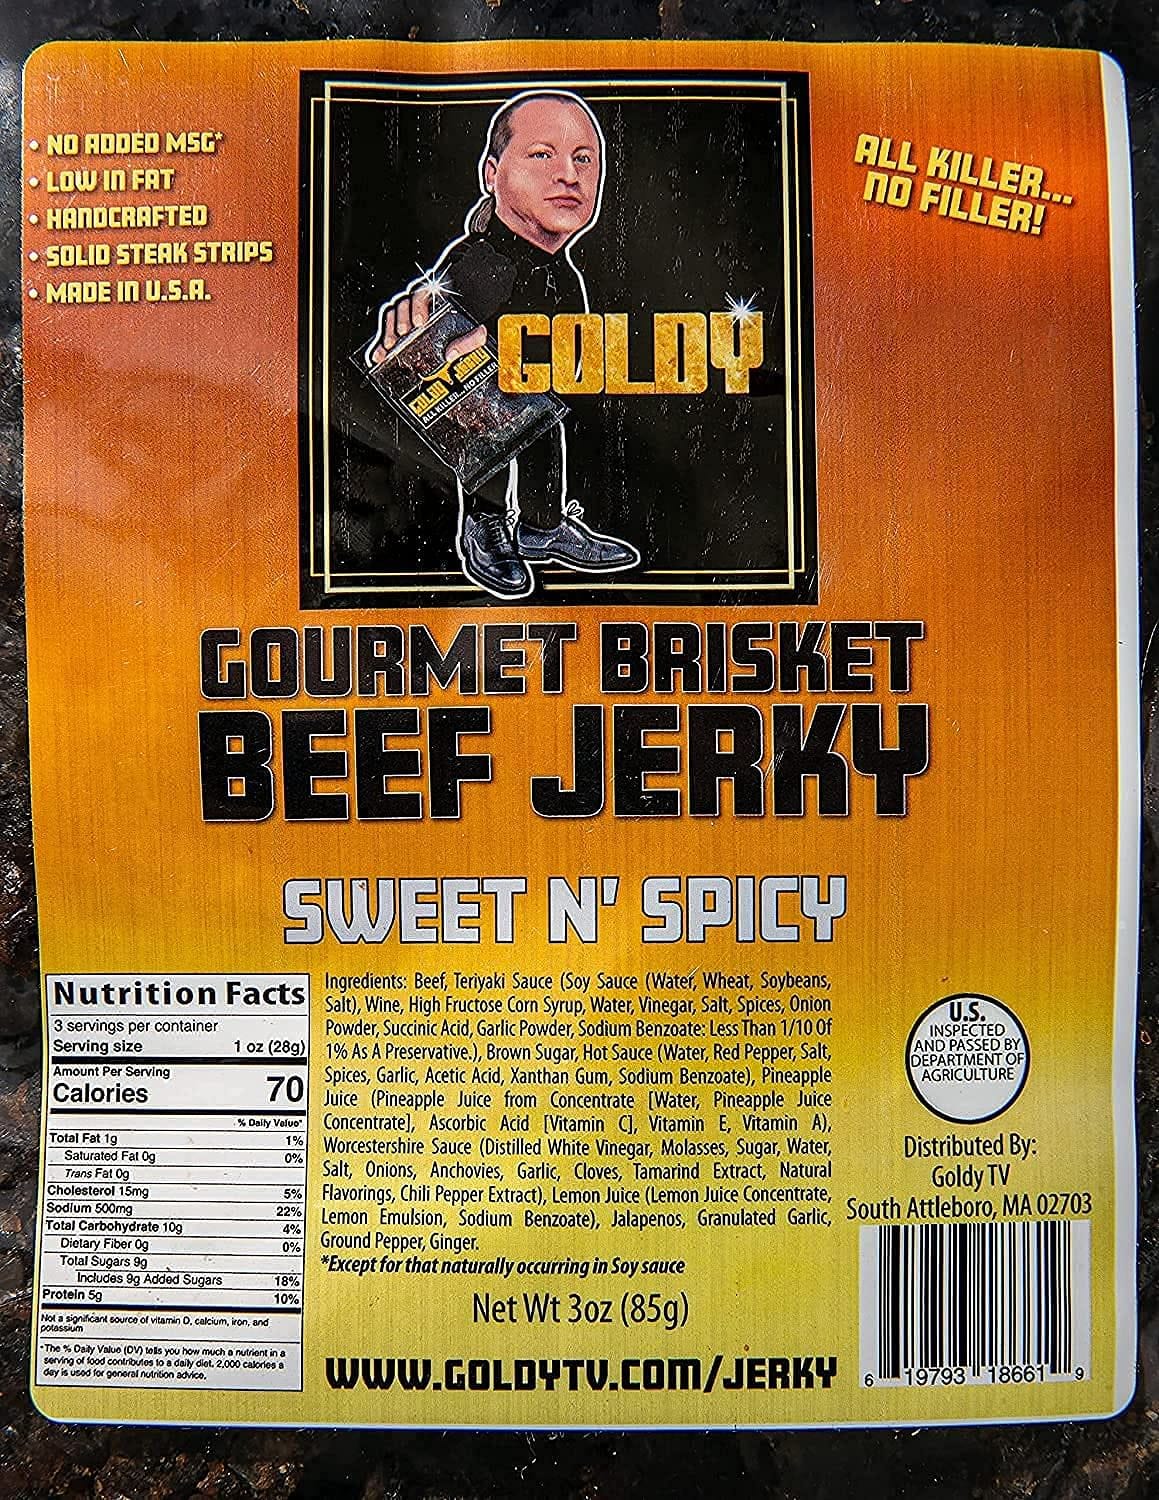 • NO ADDED MSG*
• LOW IN FAT
• HANDCRAFTED
• SOLID STEAK STRIPS
• MADE IN U.S.A.
ALL KILLER...
NO FILLER!
GOLDY
GOLDY JERKY
ALL KILLER...NO FILLER
GOURMET BRISKET
BEEF JERKY
SWEET N' SPICY
Nutrition Facts
3 servings per container
Serving size 1 oz (28g)
Amount Per Serving
Calories 70
% Daily Value*
Total Fat 1g 1%
Saturated Fat 0g 0%
Trans Fat 0g
Cholesterol 15mg 5%
Sodium 500mg 22%
Total Carbohydrate 10g 4%
Dietary Fiber 0g 0%
Total Sugars 9g
Includes 9g Added Sugars 18%
Protein 5g 10%
Not a significant source of vitamin D, calcium, iron, and
potassium
*The % Daily Value (DV) tells you how much a nutrient in a
serving of food contributes to a daily diet. 2,000 calories a
day is used for general nutrition advice.
Ingredients: Beef, Teriyaki Sauce (Soy Sauce (Water, Wheat, Soybeans,
Salt), Wine, High Fructose Corn Syrup, Water, Vinegar, Salt, Spices, Onion
Powder, Succinic Acid, Garlic Powder, Sodium Benzoate: Less Than 1/10 Of
1% As A Preservative.), Brown Sugar, Hot Sauce (Water, Red Pepper, Salt,
Spices, Garlic, Acetic Acid, Xanthan Gum, Sodium Benzoate), Pineapple
Juice (Pineapple Juice from Concentrate [Water, Pineapple Juice
Concentrate], Ascorbic Acid [Vitamin C], Vitamin E, Vitamin A),
Worcestershire Sauce (Distilled White Vinegar, Molasses, Sugar, Water,
Salt, Onions, Anchovies, Garlic, Cloves, Tamarind Extract, Natural
Flavorings, Chili Pepper Extract), Lemon Juice (Lemon Juice Concentrate,
Lemon Emulsion, Sodium Benzoate), Jalapenos, Granulated Garlic,
Ground Pepper, Ginger.
*Except for that naturally occurring in Soy sauce
Net Wt 3oz (85g)
WWW.GOLDYTV.COM/JERKY
U.S.
INSPECTED
AND PASSED BY
DEPARTMENT OF
AGRICULTURE
Distributed By:
Goldy TV
South Attleboro, MA 02703
6 19793 18661 9